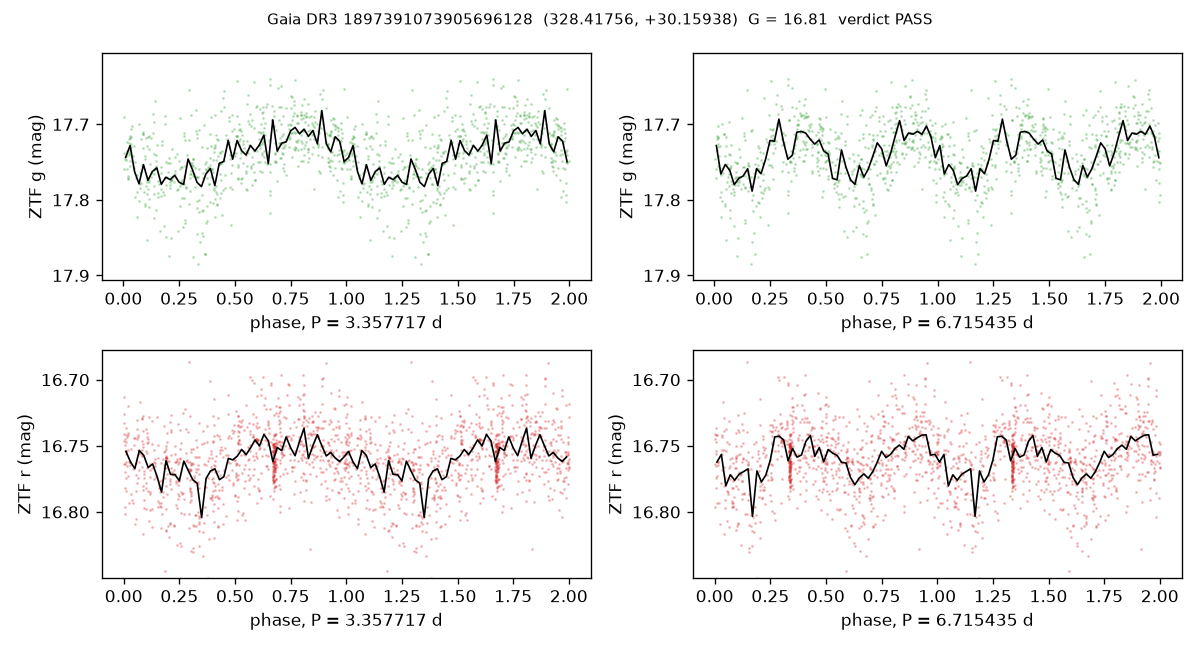 Gaia DR3 1897391073905696128  (328.41756, +30.15938)  G = 16.81  verdict PASS
ZTF g (mag)
17.7
17.8
17.9
0.00 0.25 0.50 0.75 1.00 1.25 1.50 1.75 2.00
phase, P = 3.357717 d
ZTF g (mag)
17.7
17.8
17.9
0.00 0.25 0.50 0.75 1.00 1.25 1.50 1.75 2.00
phase, P = 6.715435 d
ZTF r (mag)
16.70
16.75
16.80
0.00 0.25 0.50 0.75 1.00 1.25 1.50 1.75 2.00
phase, P = 3.357717 d
ZTF r (mag)
16.70
16.75
16.80
0.00 0.25 0.50 0.75 1.00 1.25 1.50 1.75 2.00
phase, P = 6.715435 d